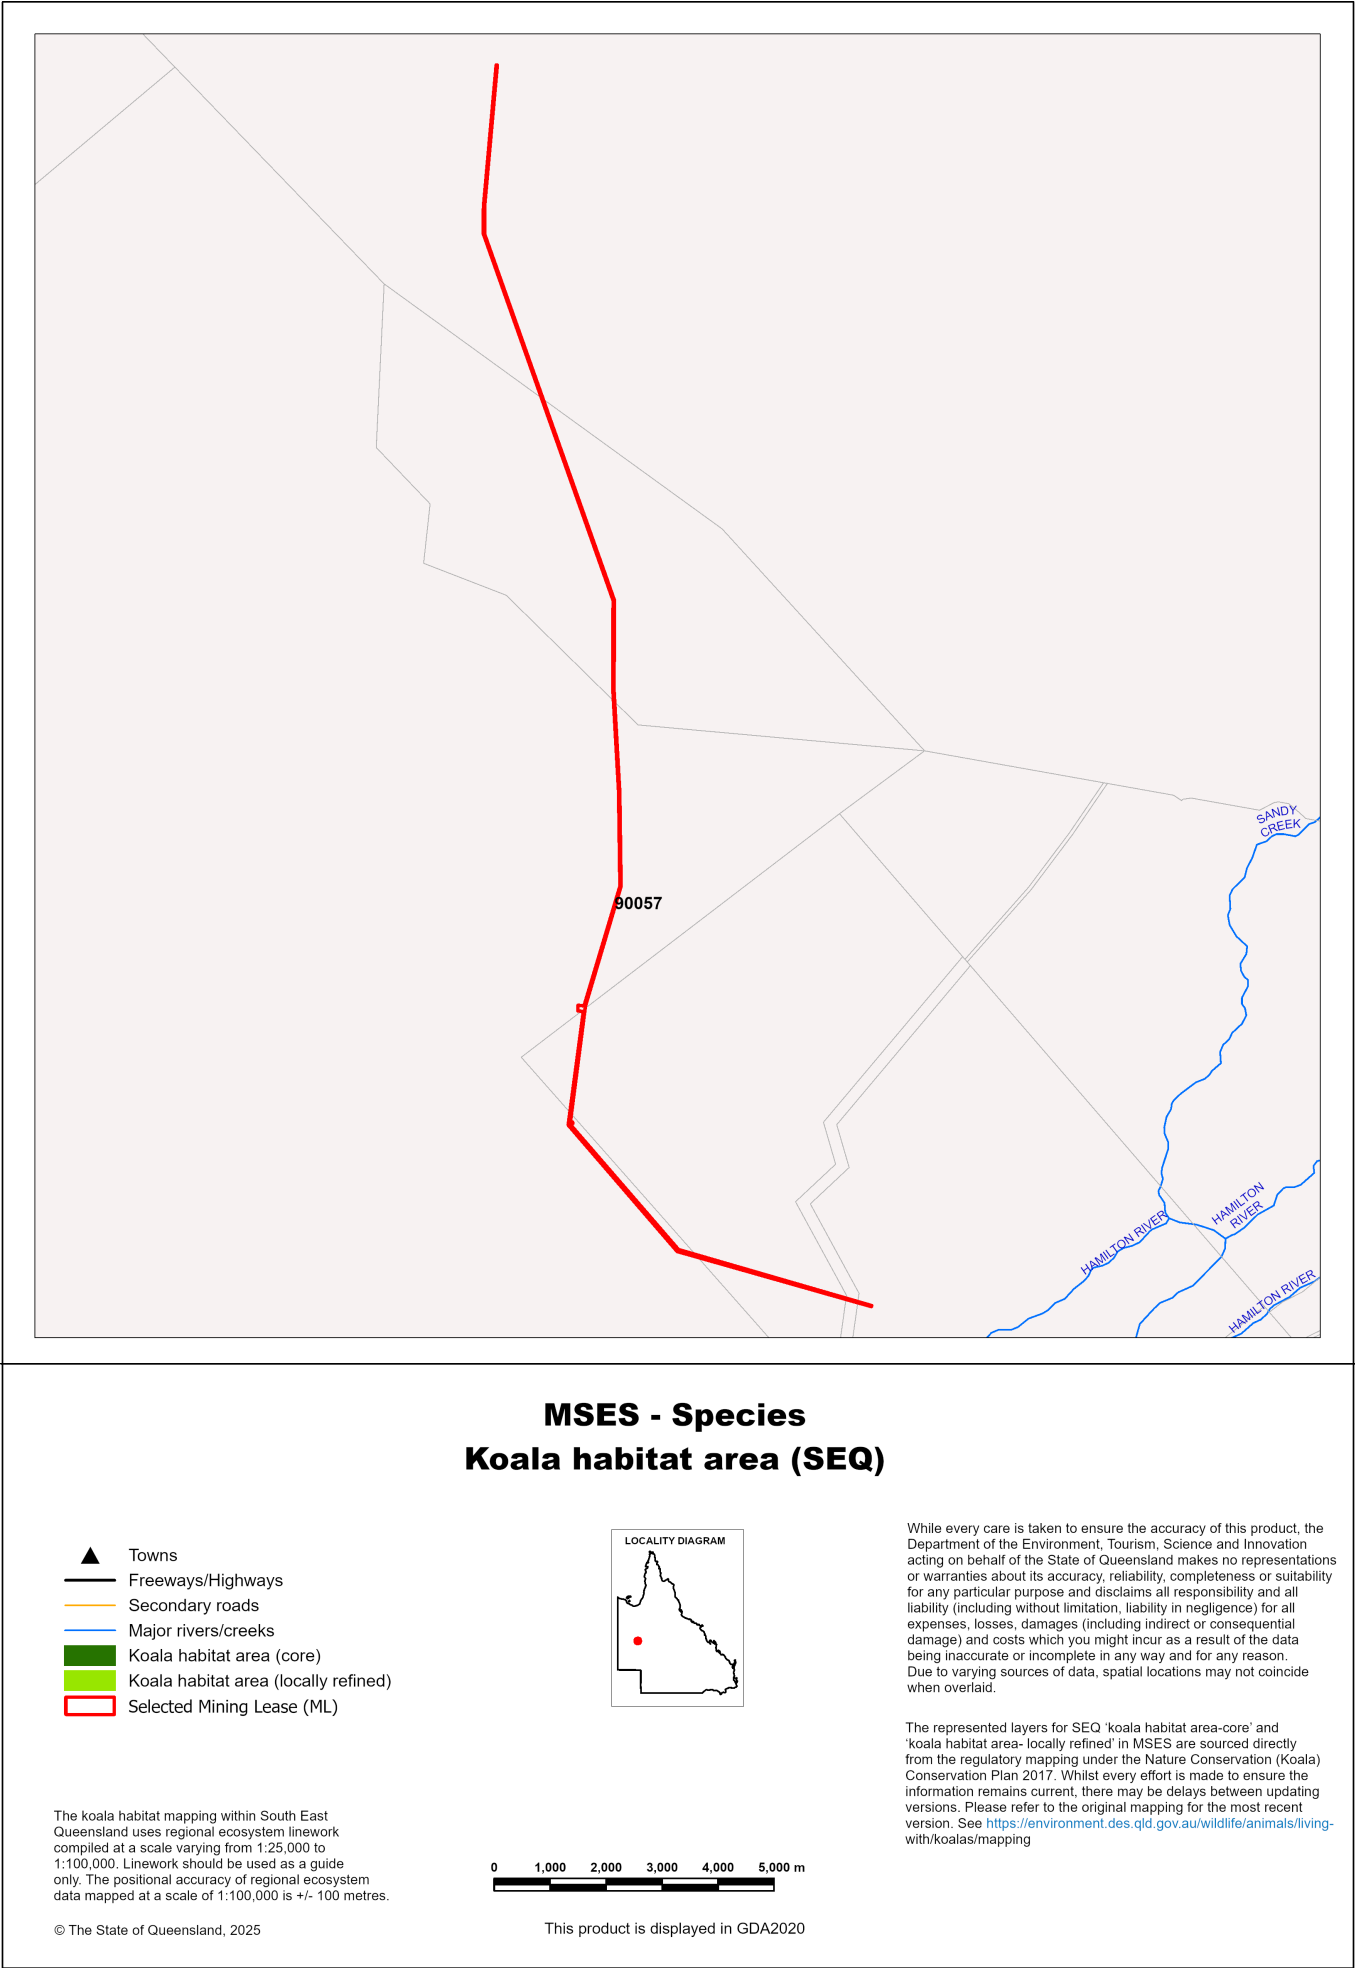 SANDY
CREEK
90057
HAMILTON
RIVER
HAMILTON RIVER
HAMILTON RIVER
MSES - Species
Koala habitat area (SEQ)
Towns
Freeways/Highways
Secondary roads
Major rivers/creeks
Koala habitat area (core)
Koala habitat area (locally refined)
Selected Mining Lease (ML)
The koala habitat mapping within South East
Queensland uses regional ecosystem linework
compiled at a scale varying from 1:25,000 to
1:100,000. Linework should be used as a guide
only. The positional accuracy of regional ecosystem
data mapped at a scale of 1:100,000 is +/- 100 metres.
© The State of Queensland, 2025
LOCALITY DIAGRAM
0 1,000 2,000 3,000 4,000 5,000 m
This product is displayed in GDA2020
While every care is taken to ensure the accuracy of this product, the
Department of the Environment, Tourism, Science and Innovation
acting on behalf of the State of Queensland makes no representations
or warranties about its accuracy, reliability, completeness or suitability
for any particular purpose and disclaims all responsibility and all
liability (including without limitation, liability in negligence) for all
expenses, losses, damages (including indirect or consequential
damage) and costs which you might incur as a result of the data
being inaccurate or incomplete in any way and for any reason.
Due to varying sources of data, spatial locations may not coincide
when overlaid.
The represented layers for SEQ ‘koala habitat area-core’ and
‘koala habitat area- locally refined’ in MSES are sourced directly
from the regulatory mapping under the Nature Conservation (Koala)
Conservation Plan 2017. Whilst every effort is made to ensure the
information remains current, there may be delays between updating
versions. Please refer to the original mapping for the most recent
version. See https://environment.des.qld.gov.au/wildlife/animals/living-
with/koalas/mapping